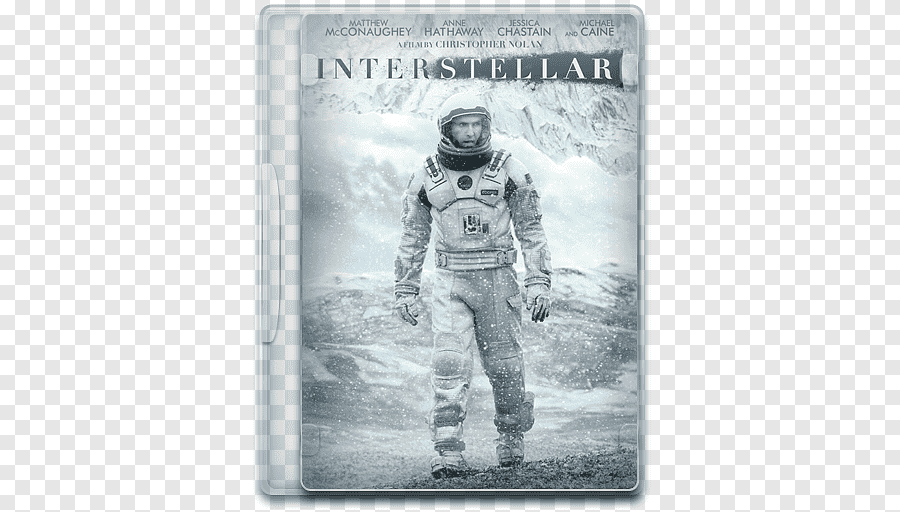 MATTHEW ANNE JESSICA MICHAEL
McCONAUGHEY HATHAWAY CHASTAIN AND CAINE
A FILM BY CHRISTOPHER NOLAN
INTERSTELLAR